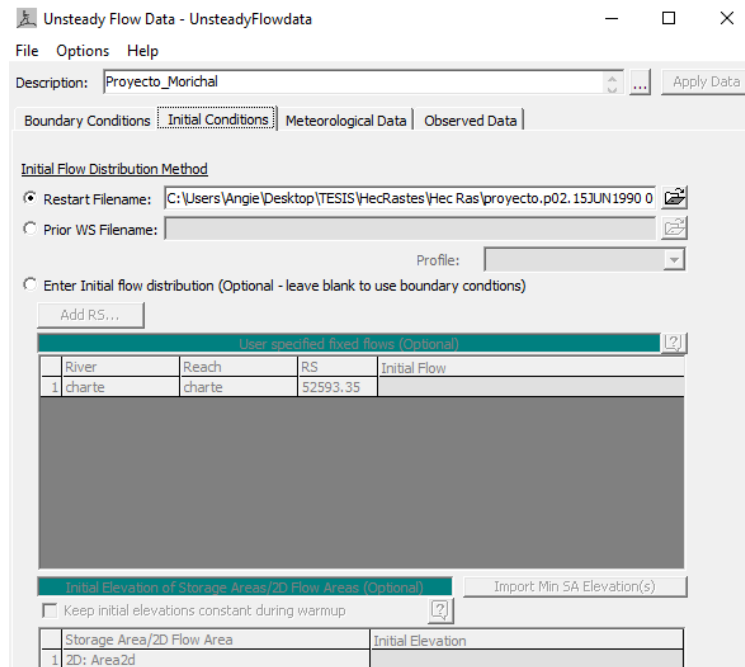 Unsteady Flow Data - UnsteadyFlowdata
File Options Help
Description: Proyecto_Morichal ... Apply Data
Boundary Conditions Initial Conditions Meteorological Data Observed Data
Initial Flow Distribution Method
Restart Filename: C:\Users\Angie\Desktop\TESIS\HecRastes\Hec Ras\proyecto.p02.15JUN1990 0
Prior WS Filename:
Profile:
Enter Initial flow distribution (Optional - leave blank to use boundary condtions)
Add RS...
User specified fixed flows (Optional) ?
River Reach RS Initial Flow
1 charte charte 52593.35
Initial Elevation of Storage Areas/2D Flow Areas (Optional) Import Min SA Elevation(s)
Keep initial elevations constant during warmup ?
Storage Area/2D Flow Area Initial Elevation
1 2D: Area2d